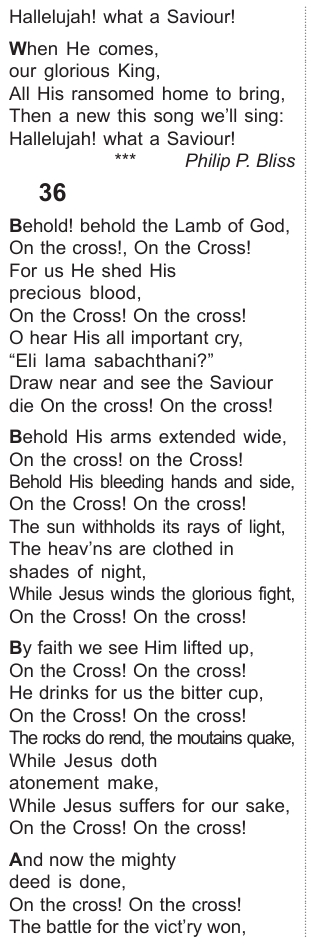 Hallelujah! what a Saviour!
When He comes,
our glorious King,
All His ransomed home to bring,
Then a new this song we'll sing:
Hallelujah! what a Saviour!
*** Philip P. Bliss
36
Behold! behold the Lamb of God,
On the cross!, On the Cross!
For us He shed His
precious blood,
On the Cross! On the cross!
O hear His all important cry,
“Eli lama sabachthani?”
Draw near and see the Saviour
die On the cross! On the cross!
Behold His arms extended wide,
On the cross! on the Cross!
Behold His bleeding hands and side,
On the Cross! On the cross!
The sun withholds its rays of light,
The heav'ns are clothed in
shades of night,
While Jesus winds the glorious fight,
On the Cross! On the cross!
By faith we see Him lifted up,
On the Cross! On the cross!
He drinks for us the bitter cup,
On the Cross! On the cross!
The rocks do rend, the moutains quake,
While Jesus doth
atonement make,
While Jesus suffers for our sake,
On the Cross! On the cross!
And now the mighty
deed is done,
On the cross! On the cross!
The battle for the vict'ry won,